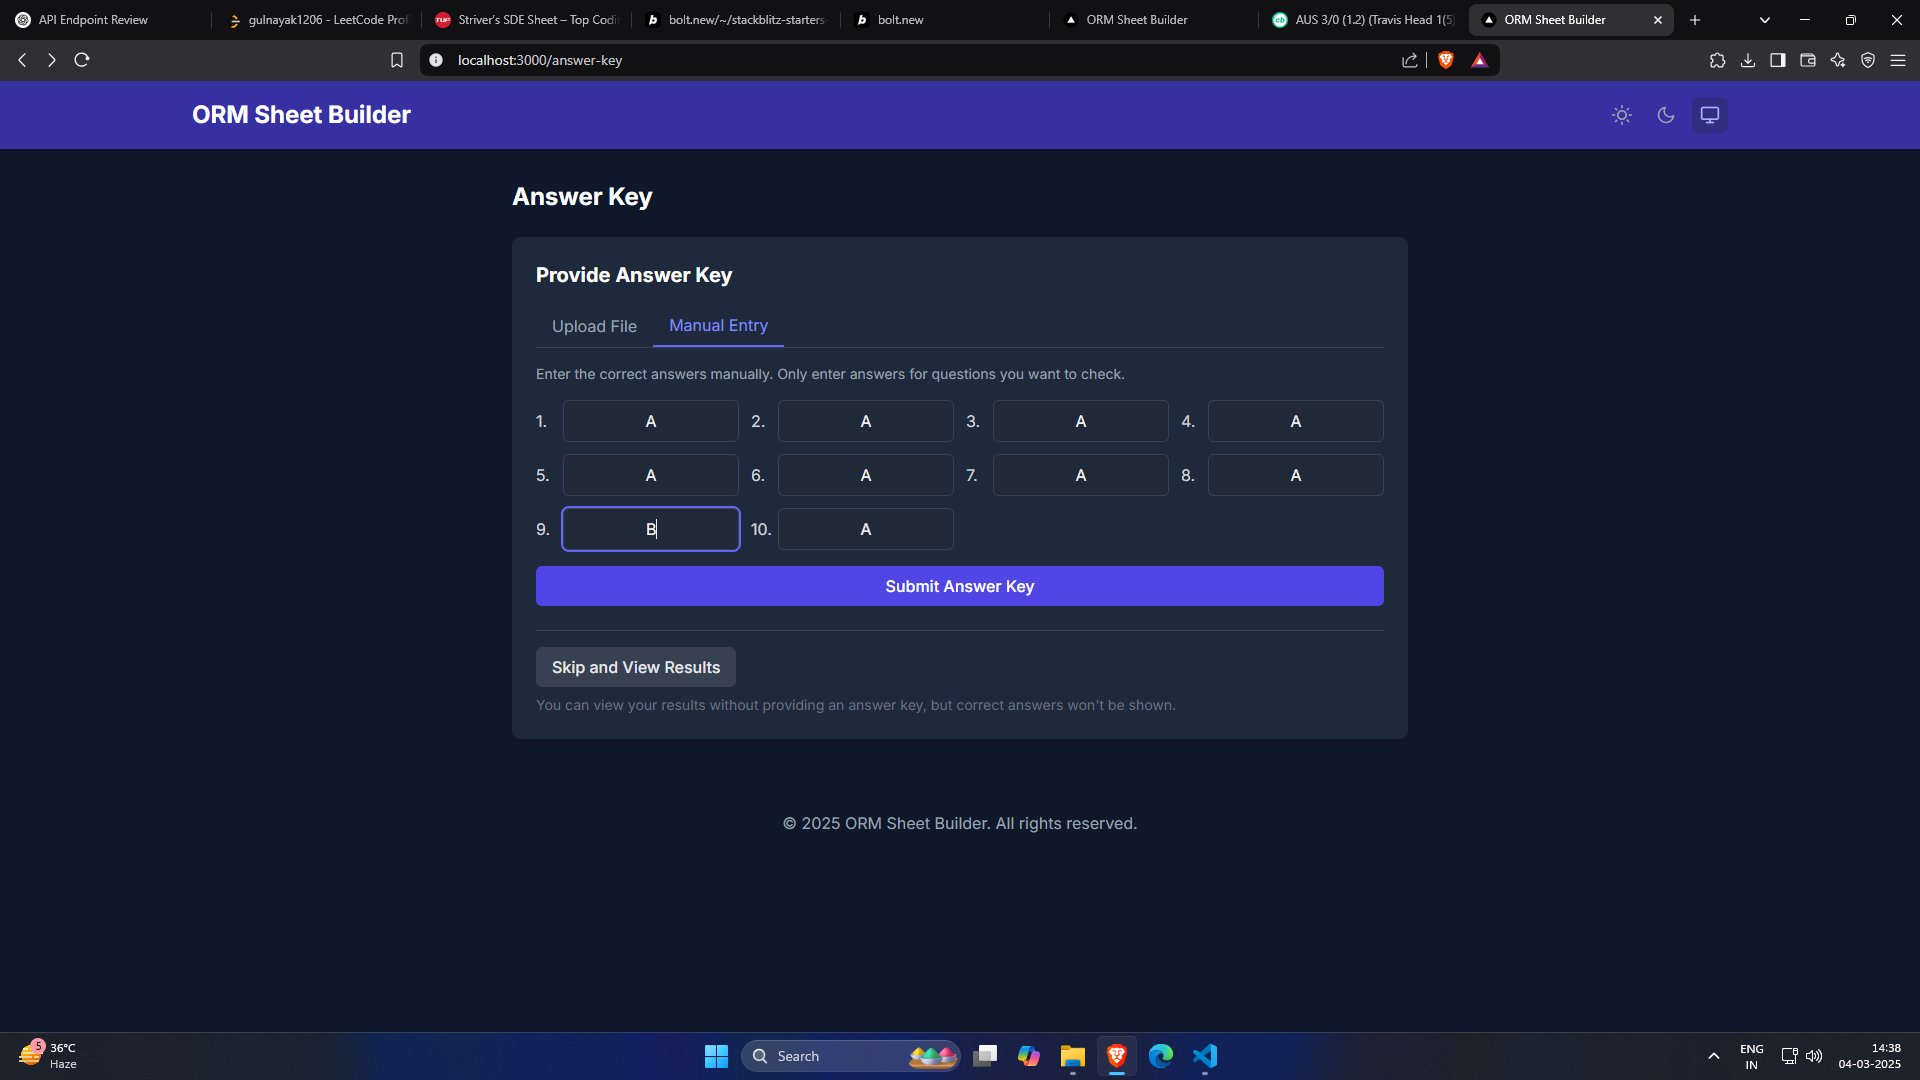 API Endpoint Review
gulnayak1206 - LeetCode Prof
Striver's SDE Sheet – Top Codi
bolt.new/~/stackblitz-starters-
bolt.new
ORM Sheet Builder
AUS 3/0 (1.2) (Travis Head 1(5)
ORM Sheet Builder
localhost:3000/answer-key
ORM Sheet Builder
Answer Key
Provide Answer Key
Upload File
Manual Entry
Enter the correct answers manually. Only enter answers for questions you want to check.
1. A 2. A 3. A 4. A
5. A 6. A 7. A 8. A
9. B 10. A
Submit Answer Key
Skip and View Results
You can view your results without providing an answer key, but correct answers won't be shown.
© 2025 ORM Sheet Builder. All rights reserved.
5
36°C
Haze
Search
ENG
IN
14:38
04-03-2025